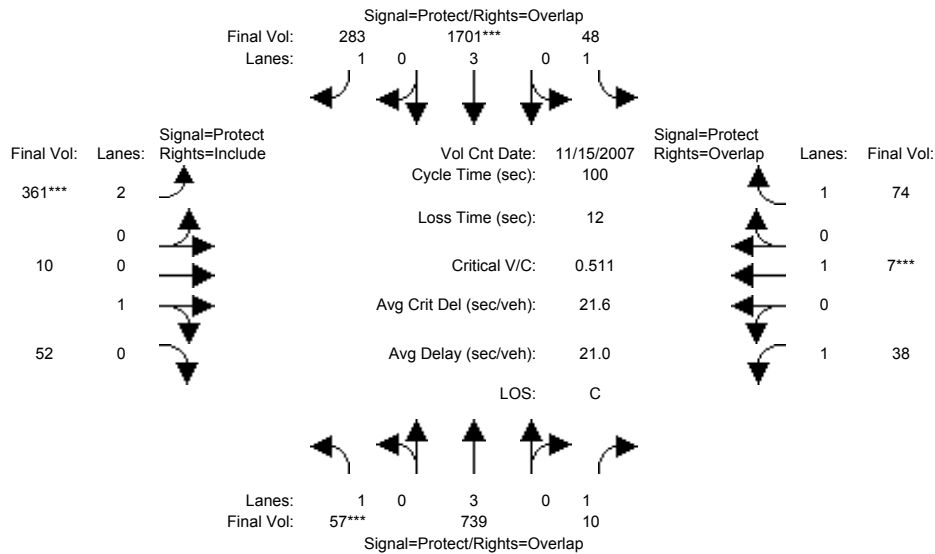 Signal=Protect/Rights=Overlap
Final Vol: 283 1701*** 48
Lanes: 1 0 3 0 1
Signal=Protect Signal=Protect
Final Vol: Lanes: Rights=Include Vol Cnt Date: 11/15/2007 Rights=Overlap Lanes: Final Vol:
Cycle Time (sec): 100
361*** 2 1 74
Loss Time (sec): 12
0 0
10 0 Critical V/C: 0.511 1 7***
1 Avg Crit Del (sec/veh): 21.6 0
52 0 Avg Delay (sec/veh): 21.0 1 38
LOS: C
Lanes: 1 0 3 0 1
Final Vol: 57*** 739 10
Signal=Protect/Rights=Overlap